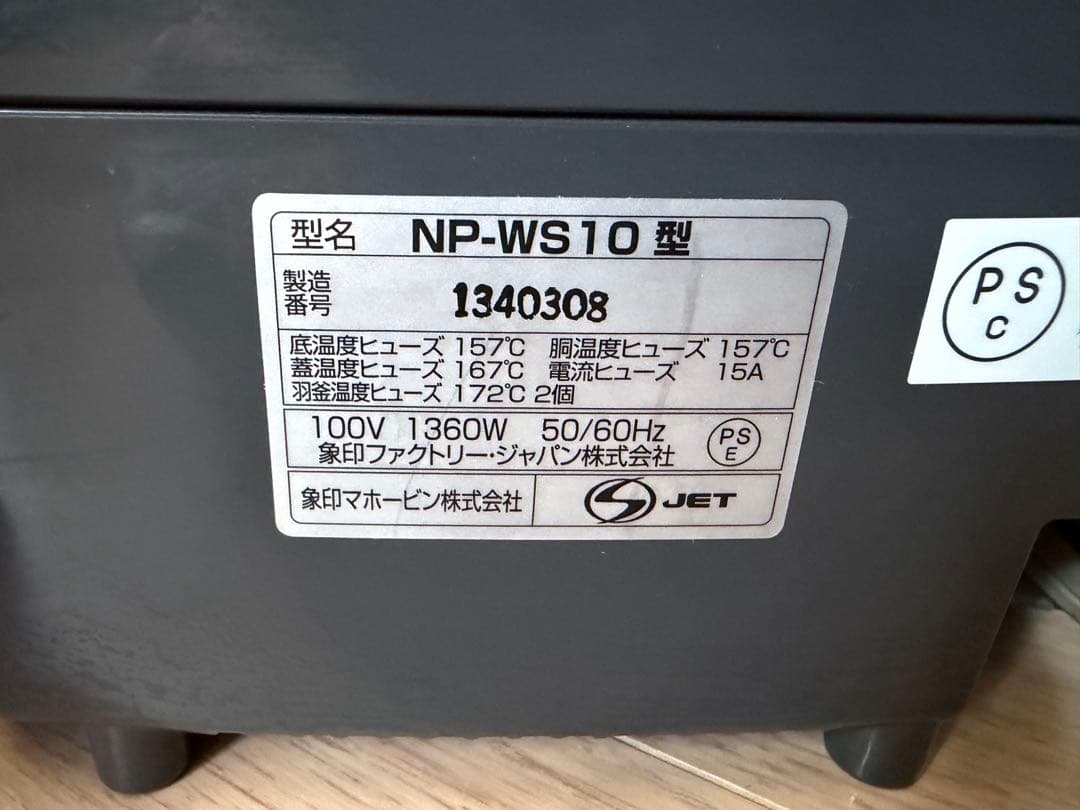 型名 NP-WS10 型
製造
番号 1340308
底温度ヒューズ 157℃ 胴温度ヒューズ 157℃
蓋温度ヒューズ 167℃ 電流ヒューズ 15A
羽釜温度ヒューズ 172℃ 2個
100V 1360W 50/60Hz
象印ファクトリー・ジャパン株式会社
PS
E
象印マホービン株式会社
JET
PS
C